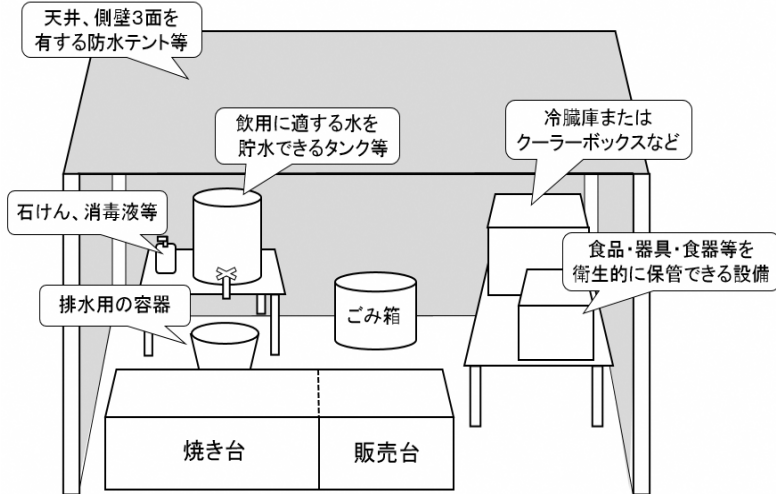 天井、側壁3面を
有する防水テント等
飲用に適する水を
貯水できるタンク等
冷臓庫または
クーラーボックスなど
石けん、消毒液等
食品・器具・食器等を
衛生的に保管できる設備
排水用の容器
ごみ箱
焼き台
販売台